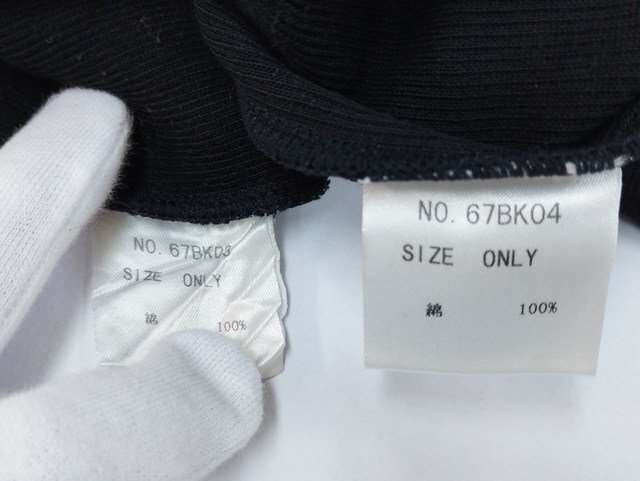 NO. 67BK03
SIZE ONLY
綿 100%
NO. 67BK04
SIZE ONLY
綿 100%